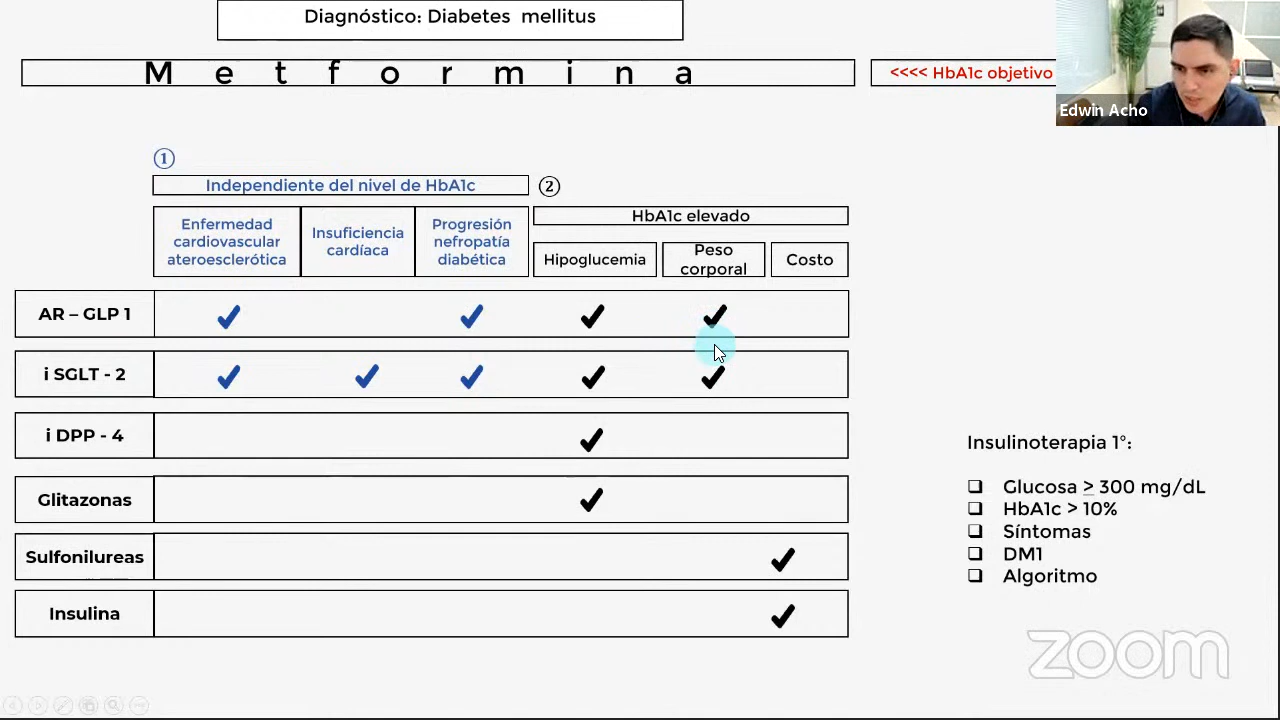 Diagnóstico: Diabetes mellitus
Metformina
<<<< HbA1c objetivo
Edwin Acho
①
Independiente del nivel de HbA1c
②
Enfermedad
cardiovascular
ateroesclerótica
Insuficiencia
cardíaca
Progresión
nefropatía
diabética
HbA1c elevado
Hipoglucemia
Peso
corporal
Costo
AR – GLP 1
i SGLT - 2
i DPP - 4
Glitazonas
Sulfonilureas
Insulina
Insulinoterapia 1°:
Glucosa ≥ 300 mg/dL
HbA1c > 10%
Síntomas
DM1
Algoritmo
zoom